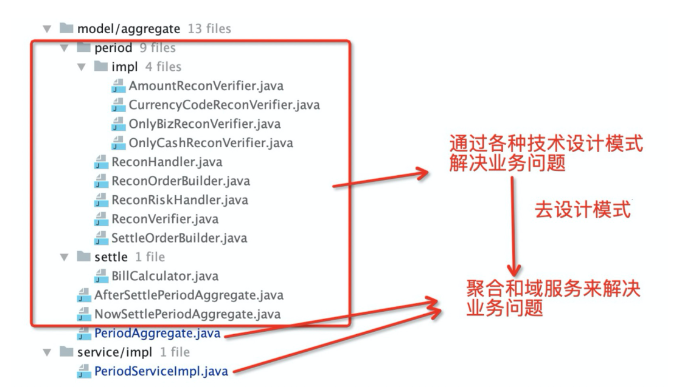 model/aggregate 13 files
period 9 files
impl 4 files
AmountReconVerifier.java
CurrencyCodeReconVerifier.java
OnlyBizReconVerifier.java
OnlyCashReconVerifier.java
ReconHandler.java
ReconOrderBuilder.java
ReconRiskHandler.java
ReconVerifier.java
SettleOrderBuilder.java
settle 1 file
BillCalculator.java
AfterSettlePeriodAggregate.java
NowSettlePeriodAggregate.java
PeriodAggregate.java
service/impl 1 file
PeriodServiceImpl.java
通过各种技术设计模式
解决业务问题
去设计模式
聚合和域服务来解决
业务问题